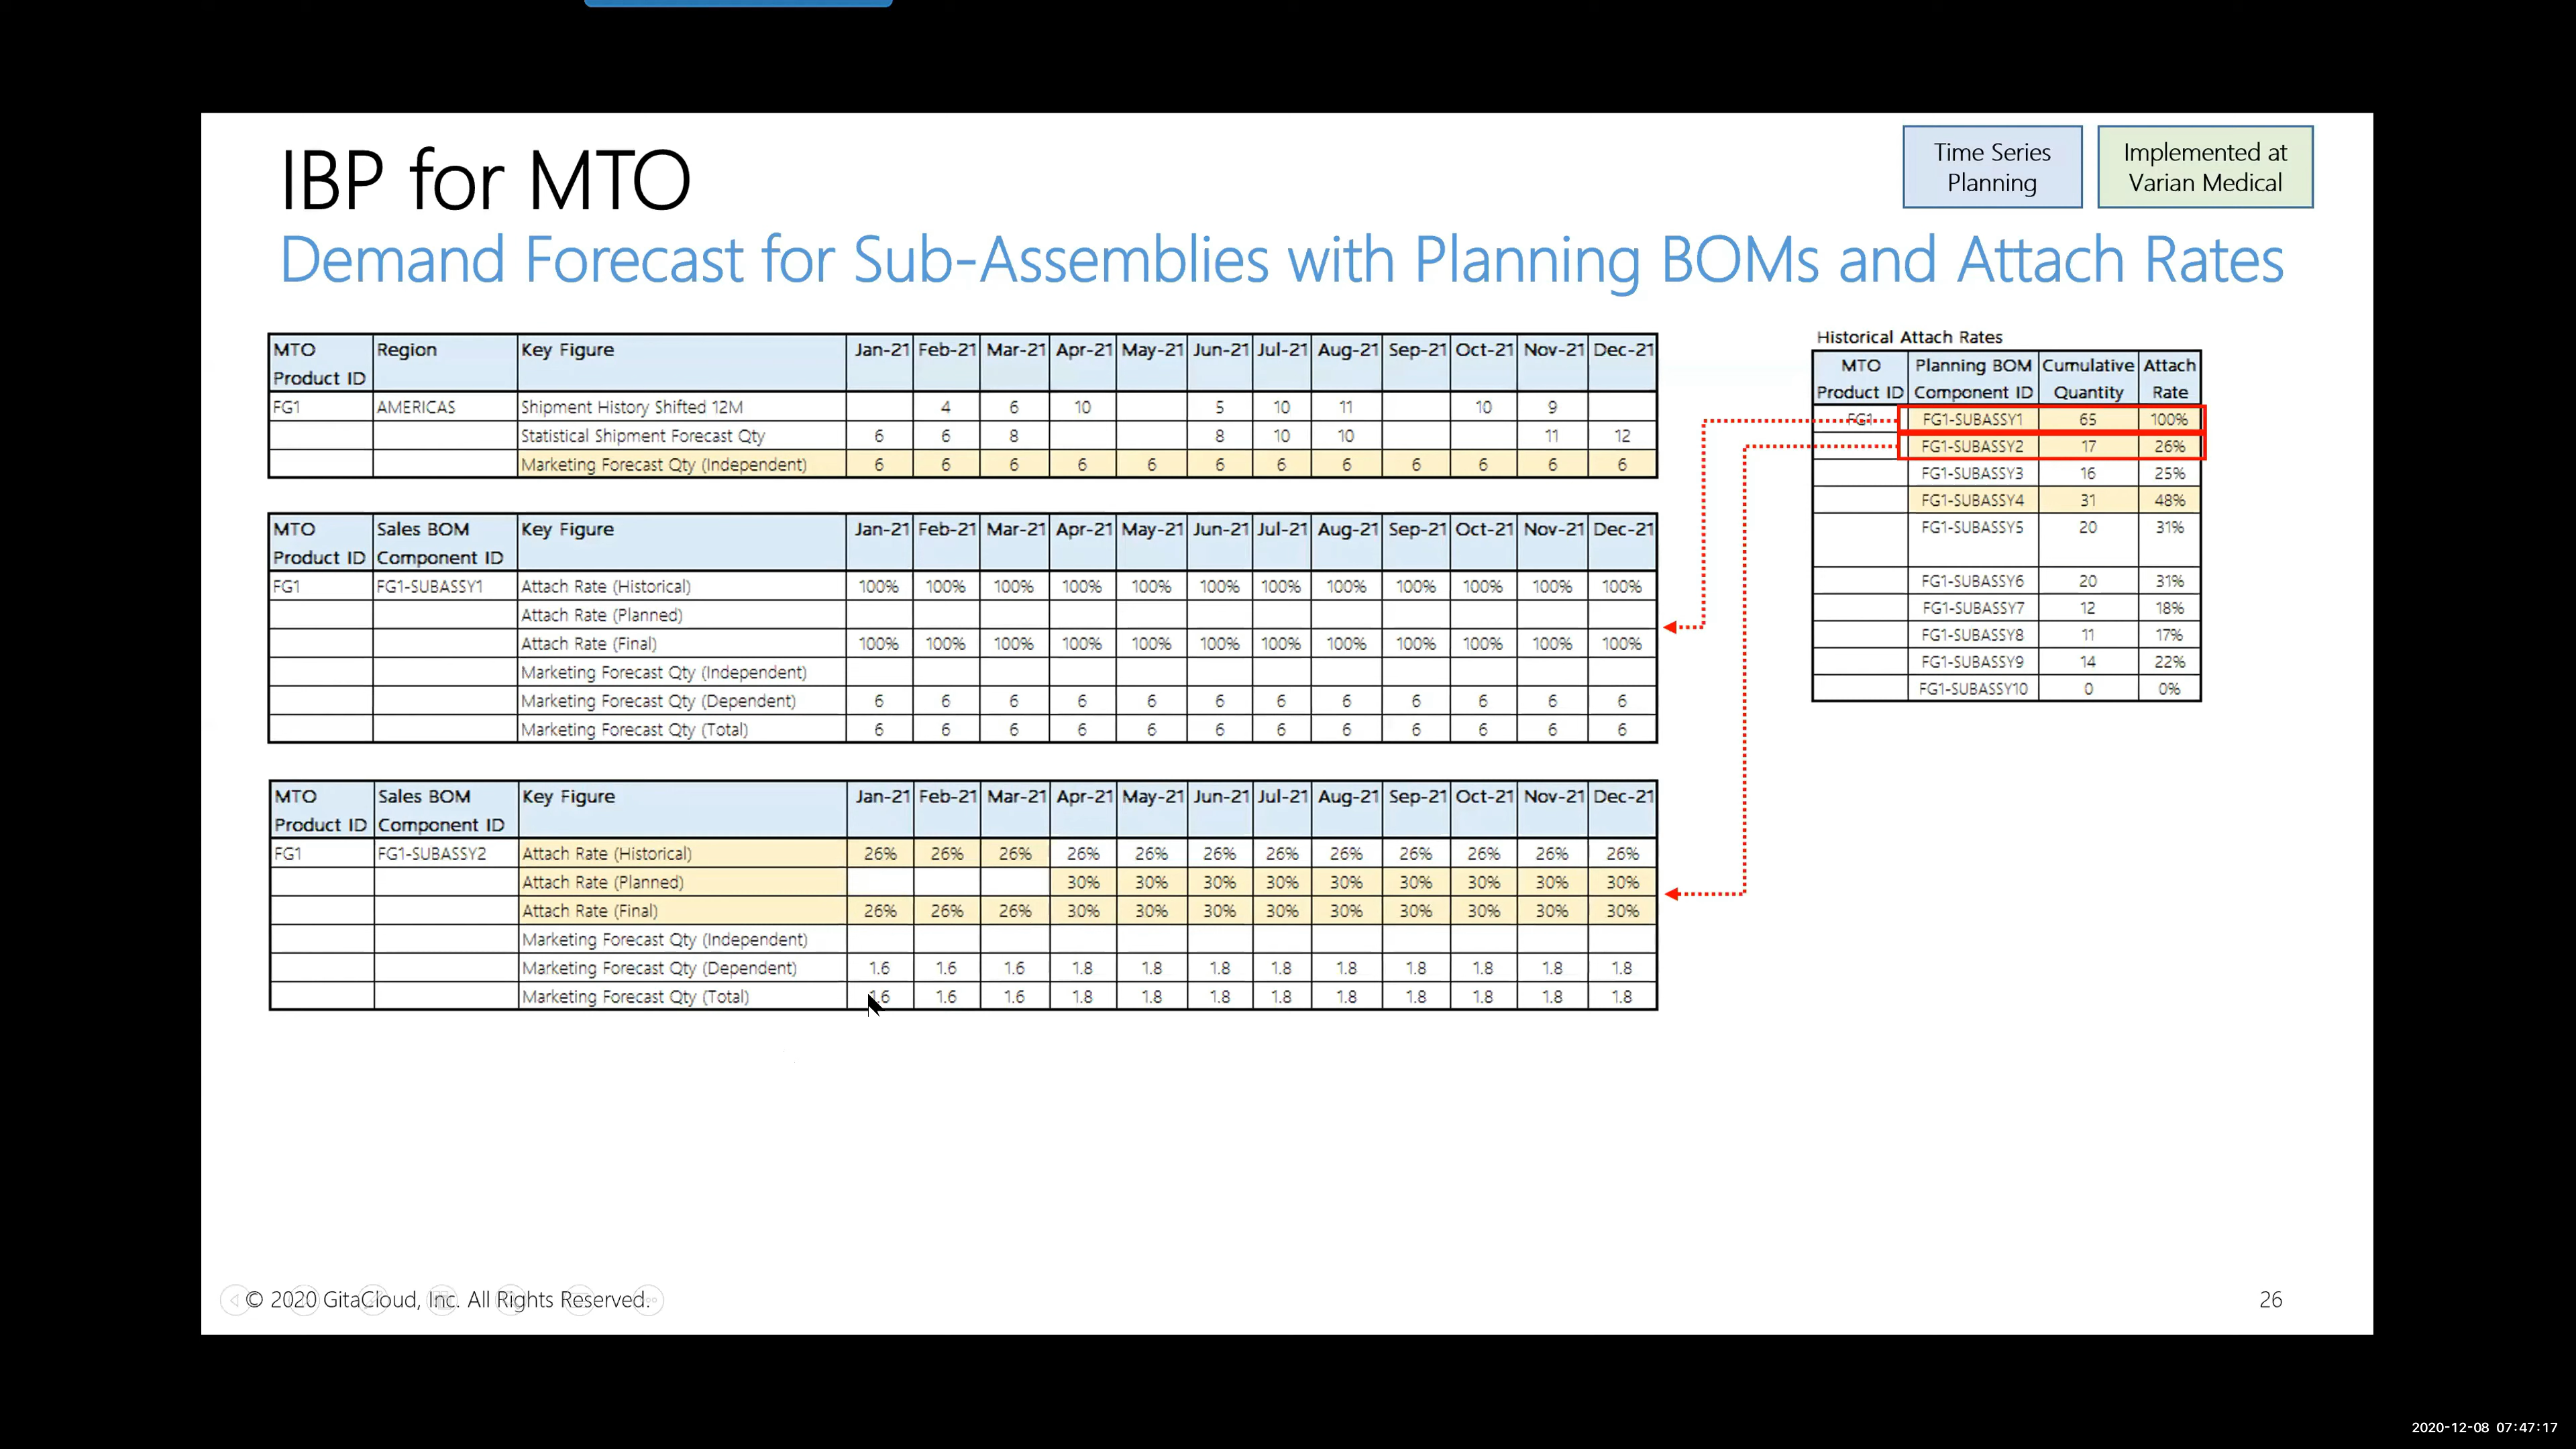 IBP for MTO
Time Series
Planning
Implemented at
Varian Medical
Demand Forecast for Sub-Assemblies with Planning BOMs and Attach Rates
MTO Product ID Region Key Figure Jan-21 Feb-21 Mar-21 Apr-21 May-21 Jun-21 Jul-21 Aug-21 Sep-21 Oct-21 Nov-21 Dec-21
FG1 AMERICAS Shipment History Shifted 12M 4 6 10 5 10 11 10 9
Statistical Shipment Forecast Qty 6 6 8 8 10 10 11 12
Marketing Forecast Qty (Independent) 6 6 6 6 6 6 6 6 6 6 6 6
MTO Product ID Sales BOM Component ID Key Figure Jan-21 Feb-21 Mar-21 Apr-21 May-21 Jun-21 Jul-21 Aug-21 Sep-21 Oct-21 Nov-21 Dec-21
FG1 FG1-SUBASSY1 Attach Rate (Historical) 100% 100% 100% 100% 100% 100% 100% 100% 100% 100% 100% 100%
Attach Rate (Planned)
Attach Rate (Final) 100% 100% 100% 100% 100% 100% 100% 100% 100% 100% 100% 100%
Marketing Forecast Qty (Independent)
Marketing Forecast Qty (Dependent) 6 6 6 6 6 6 6 6 6 6 6 6
Marketing Forecast Qty (Total) 6 6 6 6 6 6 6 6 6 6 6 6
MTO Product ID Sales BOM Component ID Key Figure Jan-21 Feb-21 Mar-21 Apr-21 May-21 Jun-21 Jul-21 Aug-21 Sep-21 Oct-21 Nov-21 Dec-21
FG1 FG1-SUBASSY2 Attach Rate (Historical) 26% 26% 26% 26% 26% 26% 26% 26% 26% 26% 26% 26%
Attach Rate (Planned) 30% 30% 30% 30% 30% 30% 30% 30% 30%
Attach Rate (Final) 26% 26% 26% 30% 30% 30% 30% 30% 30% 30% 30% 30%
Marketing Forecast Qty (Independent)
Marketing Forecast Qty (Dependent) 1.6 1.6 1.6 1.8 1.8 1.8 1.8 1.8 1.8 1.8 1.8 1.8
Marketing Forecast Qty (Total) 1.6 1.6 1.6 1.8 1.8 1.8 1.8 1.8 1.8 1.8 1.8 1.8
Historical Attach Rates
MTO Product ID Planning BOM Component ID Cumulative Quantity Attach Rate
FG1 FG1-SUBASSY1 65 100%
FG1-SUBASSY2 17 26%
FG1-SUBASSY3 16 25%
FG1-SUBASSY4 31 48%
FG1-SUBASSY5 20 31%
FG1-SUBASSY6 20 31%
FG1-SUBASSY7 12 18%
FG1-SUBASSY8 11 17%
FG1-SUBASSY9 14 22%
FG1-SUBASSY10 0 0%
© 2020 GitaCloud, Inc. All Rights Reserved.
26
2020-12-08 07:47:17